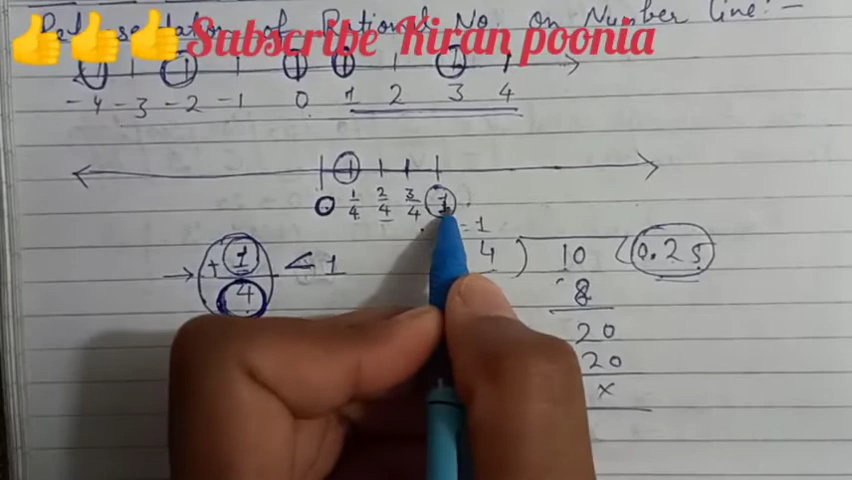 Representation of Rational No. on Number line:-
👍👍👍Subscribe Kiran poonia
-4 -3 -2 -1 0 1 2 3 4
0 1/4 2/4 3/4 1
= 1
→ + 1/4 < 1
4 ) 10 ( 0.25
8
20
20
x